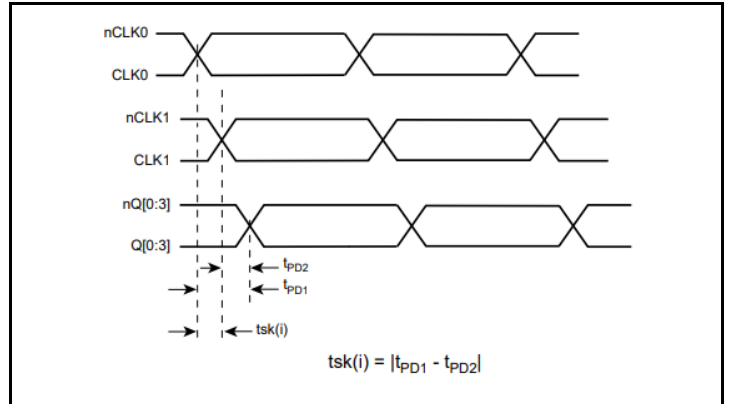 nCLK0
CLK0
nCLK1
CLK1
nQ[0:3]
Q[0:3]
tPD2
tPD1
tsk(i)
tsk(i) = |tPD1 - tPD2|